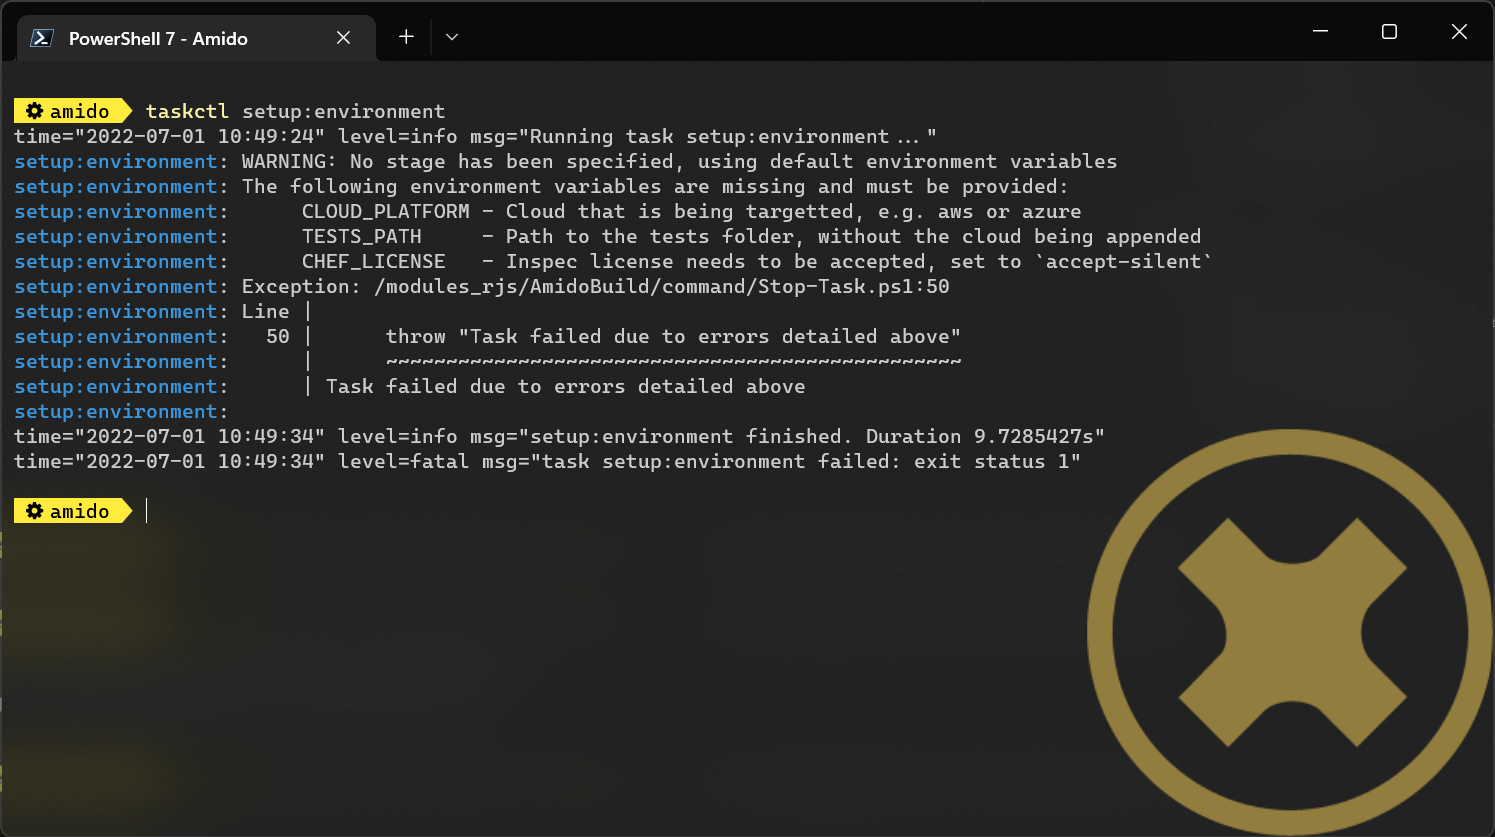 PowerShell 7 - Amido
amido taskctl setup:environment
time="2022-07-01 10:49:24" level=info msg="Running task setup:environment..."
setup:environment: WARNING: No stage has been specified, using default environment variables
setup:environment: The following environment variables are missing and must be provided:
setup:environment:      CLOUD_PLATFORM - Cloud that is being targetted, e.g. aws or azure
setup:environment:      TESTS_PATH     - Path to the tests folder, without the cloud being appended
setup:environment:      CHEF_LICENSE   - Inspec license needs to be accepted, set to `accept-silent`
setup:environment: Exception: /modules_rjs/AmidoBuild/command/Stop-Task.ps1:50
setup:environment: Line |
setup:environment:   50 |      throw "Task failed due to errors detailed above"
setup:environment:      |      ~~~~~~~~~~~~~~~~~~~~~~~~~~~~~~~~~~~~~~~~~~~~~~~~
setup:environment:      | Task failed due to errors detailed above
setup:environment:
time="2022-07-01 10:49:34" level=info msg="setup:environment finished. Duration 9.7285427s"
time="2022-07-01 10:49:34" level=fatal msg="task setup:environment failed: exit status 1"
amido